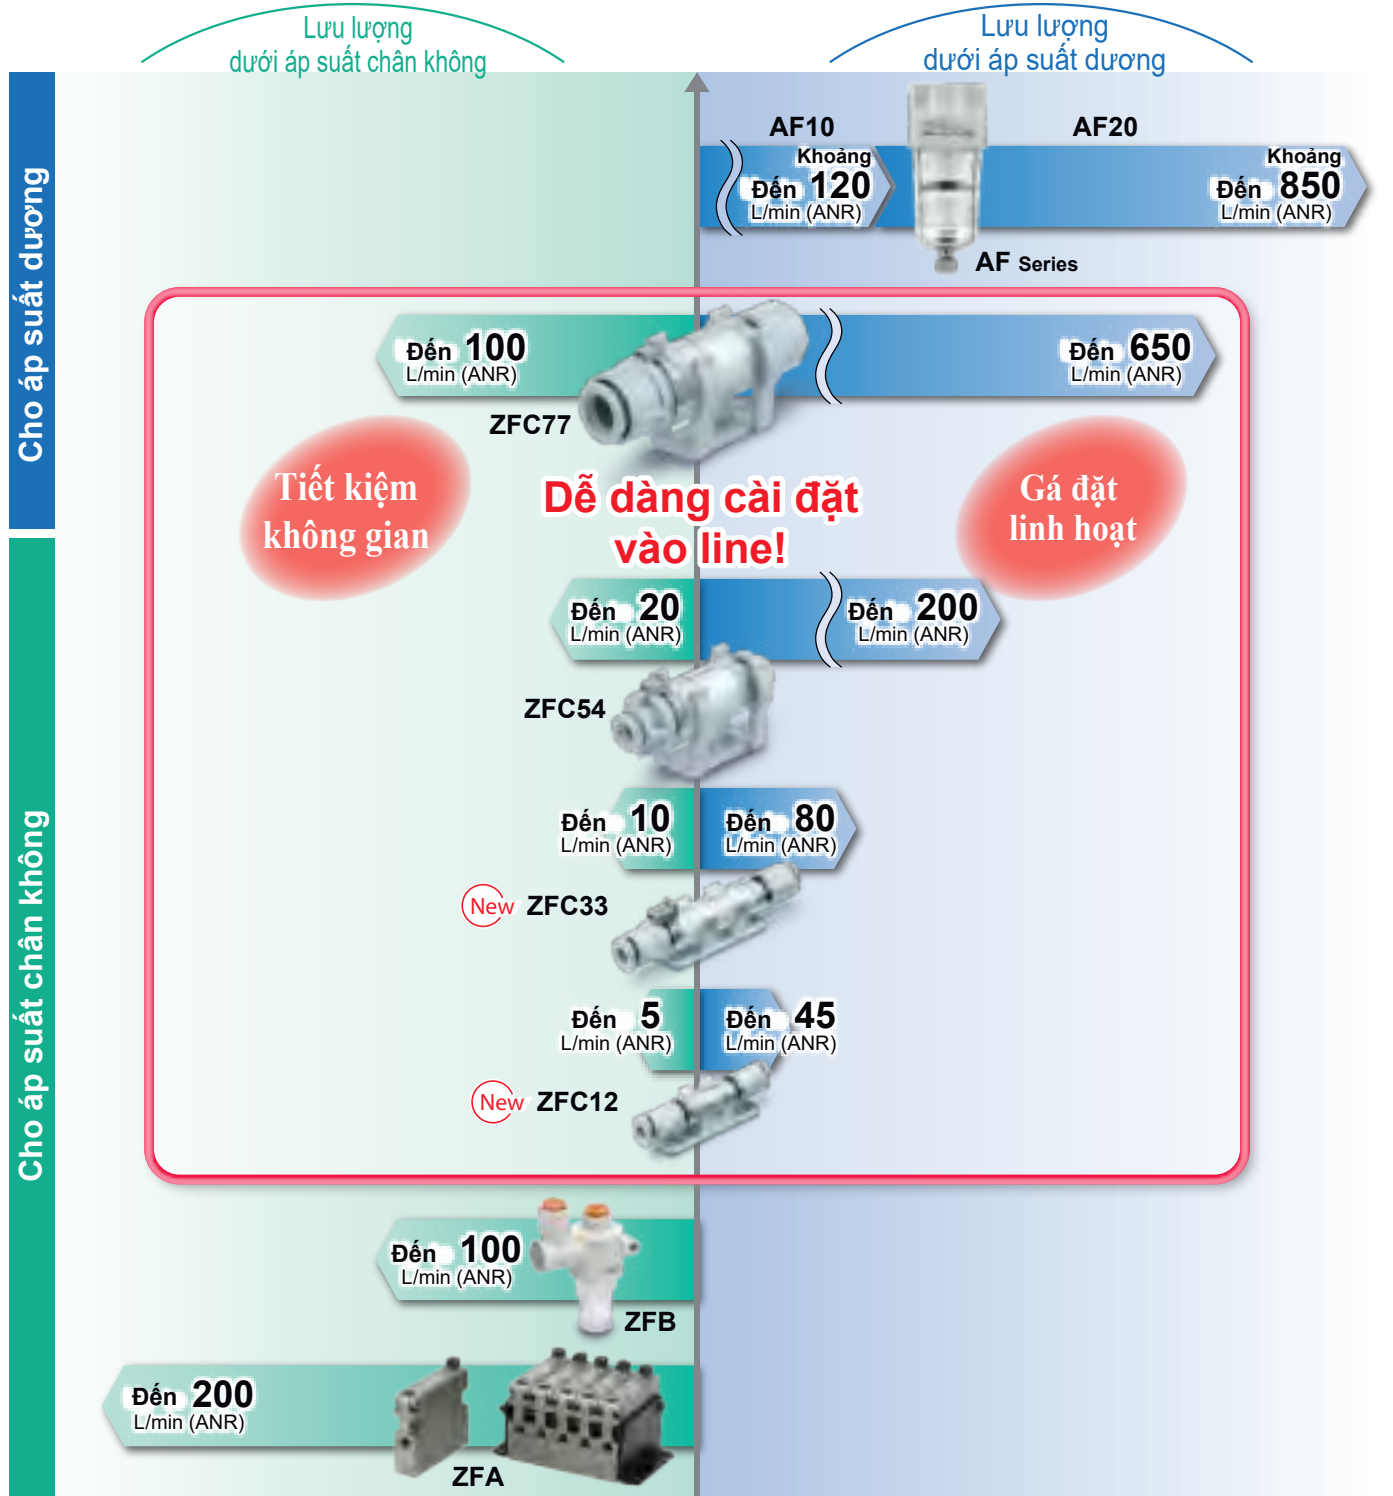 Lưu lượng
dưới áp suất chân không
Lưu lượng
dưới áp suất dương
Cho áp suất dương
AF10
AF20
Khoảng
Đến 120
L/min (ANR)
Khoảng
Đến 850
L/min (ANR)
AF Series
Đến 100
L/min (ANR)
Đến 650
L/min (ANR)
ZFC77
Tiết kiệm
không gian
Dễ dàng cài đặt
vào line!
Gá đặt
linh hoạt
Cho áp suất chân không
Đến 20
L/min (ANR)
Đến 200
L/min (ANR)
ZFC54
Đến 10
L/min (ANR)
Đến 80
L/min (ANR)
New ZFC33
Đến 5
L/min (ANR)
Đến 45
L/min (ANR)
New ZFC12
Đến 100
L/min (ANR)
ZFB
Đến 200
L/min (ANR)
ZFA